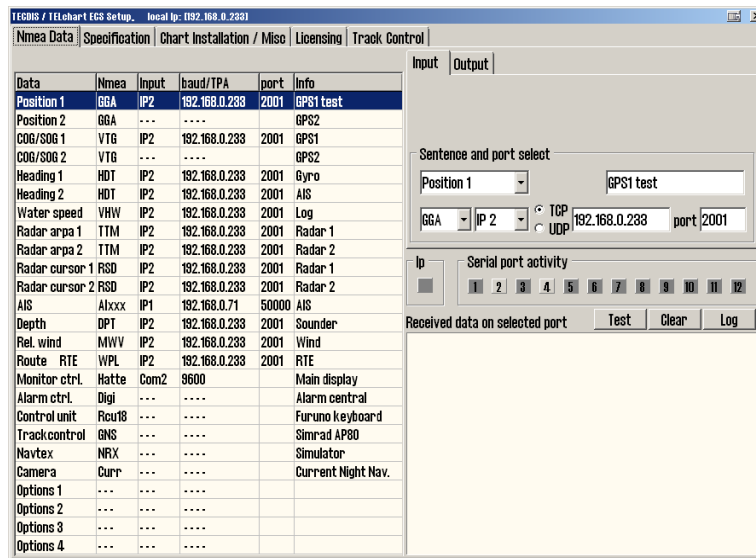 TECDIS / TELchart ECS Setup. local Ip: [192.168.0.233]
Nmea Data Specification Chart Installation / Misc Licensing Track Control
Data Nmea Input baud/TPA port Info
Position 1 GGA IP2 192.168.0.233 2001 GPS1 test
Position 2 GGA --- ---- GPS2
COG/SOG 1 VTG IP2 192.168.0.233 2001 GPS1
COG/SOG 2 VTG --- ---- GPS2
Heading 1 HDT IP2 192.168.0.233 2001 Gyro
Heading 2 HDT IP2 192.168.0.233 2001 AIS
Water speed VHW IP2 192.168.0.233 2001 Log
Radar arpa 1 TTM IP2 192.168.0.233 2001 Radar 1
Radar arpa 2 TTM IP2 192.168.0.233 2001 Radar 2
Radar cursor 1 RSD IP2 192.168.0.233 2001 Radar 1
Radar cursor 2 RSD IP2 192.168.0.233 2001 Radar 2
AIS AIxxx IP1 192.168.0.71 50000 AIS
Depth DPT IP2 192.168.0.233 2001 Sounder
Rel. wind MWV IP2 192.168.0.233 2001 Wind
Route RTE WPL IP2 192.168.0.233 2001 RTE
Monitor ctrl. Hatte Com2 9600 Main display
Alarm ctrl. Digi --- ---- Alarm central
Control unit Rcu18 --- ---- Furuno keyboard
Trackcontrol GNS --- ---- Simrad AP80
Navtex NRX --- ---- Simulator
Camera Curr --- ---- Current Night Nav.
Options 1 --- ----
Options 2 --- ----
Options 3 --- ----
Options 4 --- ----
Input Output
Sentence and port select
Position 1 GPS1 test
GGA IP 2 TCP UDP 192.168.0.233 port 2001
Ip Serial port activity
1 2 3 4 5 6 7 8 9 10 11 12
Received data on selected port Test Clear Log